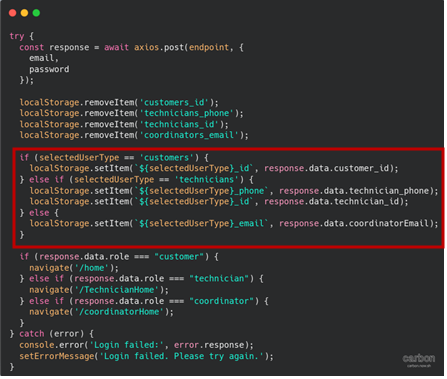 try {
const response = await axios.post(endpoint, {
email,
password
});
localStorage.removeItem('customers_id');
localStorage.removeItem('technicians_phone');
localStorage.removeItem('technicians_id');
localStorage.removeItem('coordinators_email');
if (selectedUserType == 'customers') {
localStorage.setItem(`${selectedUserType}_id`, response.data.customer_id);
} else if (selectedUserType == 'technicians') {
localStorage.setItem(`${selectedUserType}_phone`, response.data.technician_phone);
localStorage.setItem(`${selectedUserType}_id`, response.data.technician_id);
} else {
localStorage.setItem(`${selectedUserType}_email`, response.data.coordinatorEmail);
}
if (response.data.role === "customer") {
navigate('/home');
} else if (response.data.role === "technician") {
navigate('/TechnicianHome');
} else if (response.data.role === "coordinator") {
navigate('/coordinatorHome');
}
} catch (error) {
console.error('Login failed:', error.response);
setErrorMessage('Login failed. Please try again.');
}
carbon
carbon.now.sh